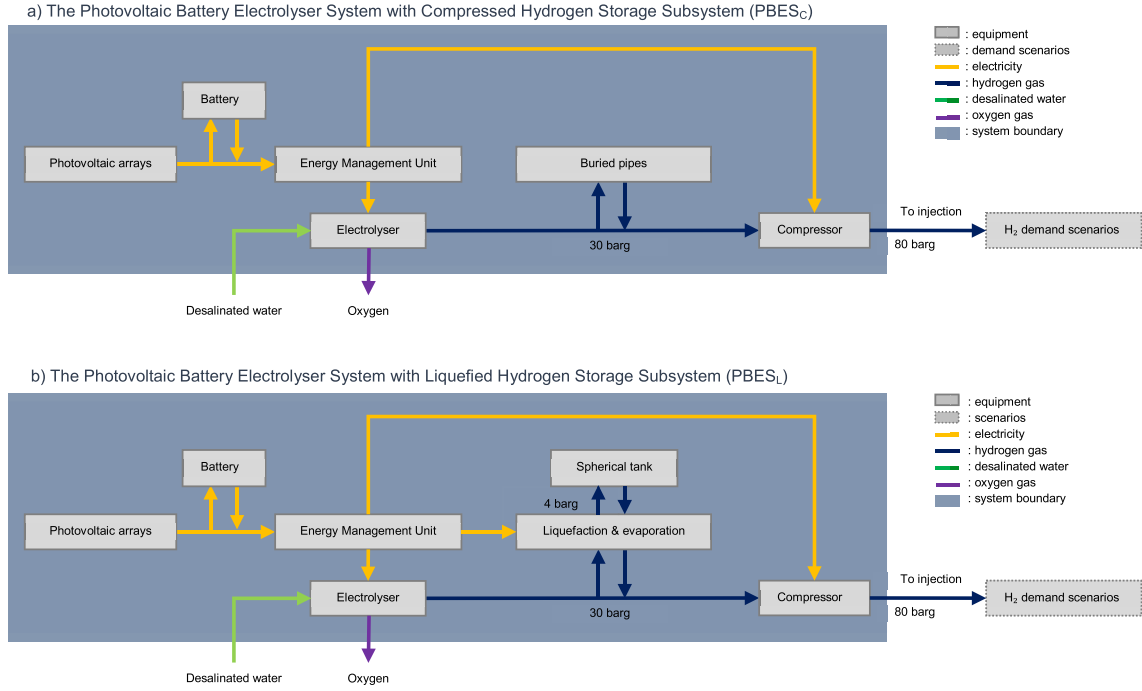 a) The Photovoltaic Battery Electrolyser System with Compressed Hydrogen Storage Subsystem (PBES_C)
: equipment
: demand scenarios
: electricity
: hydrogen gas
: desalinated water
: oxygen gas
: system boundary
Battery
Photovoltaic arrays
Energy Management Unit
Buried pipes
Electrolyser
30 barg
Compressor
To injection
80 barg
H₂ demand scenarios
Desalinated water
Oxygen
b) The Photovoltaic Battery Electrolyser System with Liquefied Hydrogen Storage Subsystem (PBES_L)
: equipment
: scenarios
: electricity
: hydrogen gas
: desalinated water
: oxygen gas
: system boundary
Battery
Spherical tank
4 barg
Photovoltaic arrays
Energy Management Unit
Liquefaction & evaporation
Electrolyser
30 barg
Compressor
To injection
80 barg
H₂ demand scenarios
Desalinated water
Oxygen